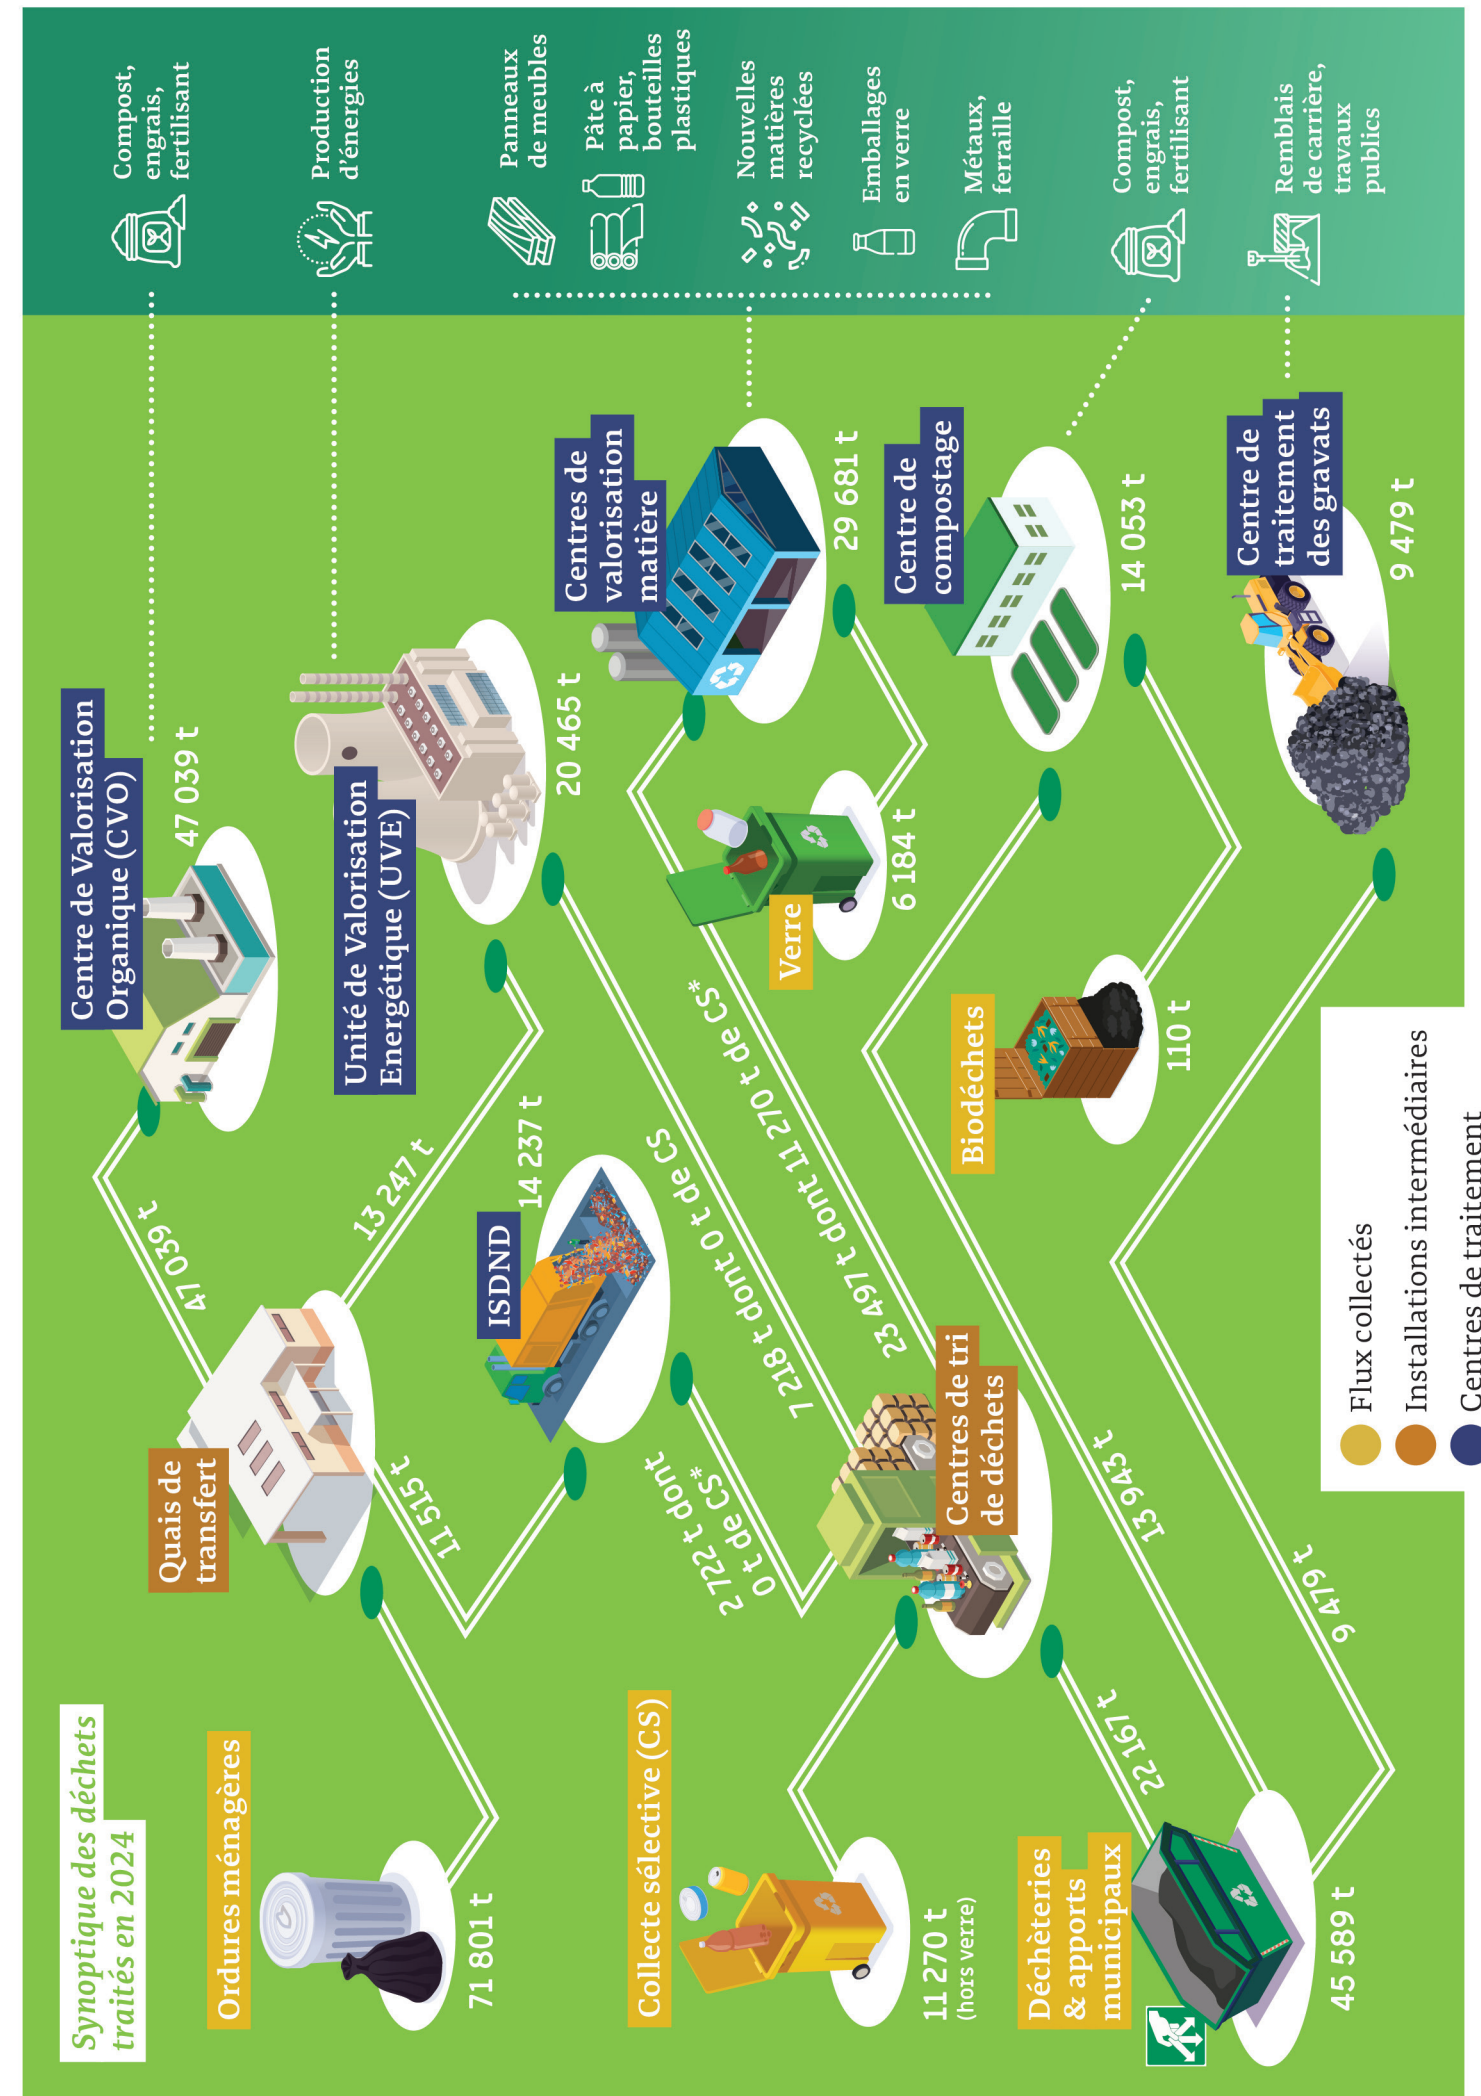 Synoptique des déchets
traités en 2024
Ordures ménagères
71 801 t
Collecte sélective (CS)
11 270 t
(hors verre)
Déchèteries
& apports
municipaux
45 589 t
Quais de
transfert
47 039 t
13 247 t
11 515 t
ISDND
14 237 t
2 722 t dont
0 t de CS*
7 218 t dont 0 t de CS
23 497 t dont 11 270 t de CS*
Centres de tri
de déchets
22 167 t
13 943 t
9 479 t
Verre
6 184 t
Biodéchets
110 t
Centre de Valorisation
Organique (CVO)
47 039 t
Unité de Valorisation
Energétique (UVE)
20 465 t
Centres de
valorisation
matière
29 681 t
Centre de
compostage
14 053 t
Centre de
traitement
des gravats
9 479 t
Compost,
engrais,
fertilisant
Production
d'énergies
Panneaux
de meubles
Pâte à
papier,
bouteilles
plastiques
Nouvelles
matières
recyclées
Emballages
en verre
Métaux,
ferraille
Compost,
engrais,
fertilisant
Remblais
de carrière,
travaux
publics
Flux collectés
Installations intermédiaires
Centres de traitement